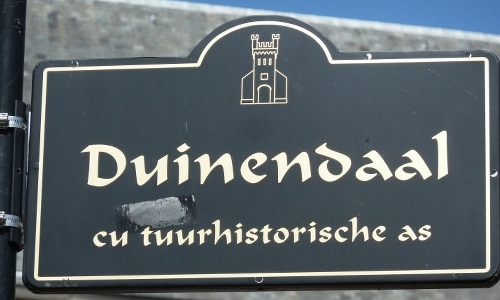 Duinendaal
cu tuurhistorische as